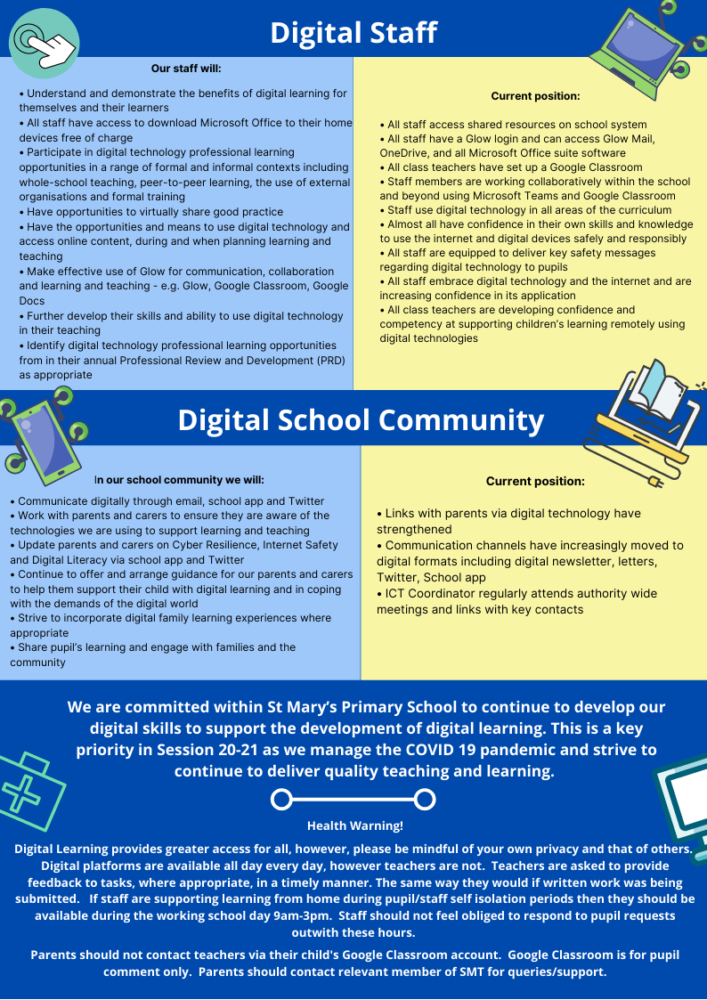 Digital Staff
Our staff will:
• Understand and demonstrate the benefits of digital learning for
themselves and their learners
• All staff have access to download Microsoft Office to their home
devices free of charge
• Participate in digital technology professional learning
opportunities in a range of formal and informal contexts including
whole-school teaching, peer-to-peer learning, the use of external
organisations and formal training
• Have opportunities to virtually share good practice
• Have the opportunities and means to use digital technology and
access online content, during and when planning learning and
teaching
• Make effective use of Glow for communication, collaboration
and learning and teaching - e.g. Glow, Google Classroom, Google
Docs
• Further develop their skills and ability to use digital technology
in their teaching
• Identify digital technology professional learning opportunities
from in their annual Professional Review and Development (PRD)
as appropriate
Current position:
• All staff access shared resources on school system
• All staff have a Glow login and can access Glow Mail,
OneDrive, and all Microsoft Office suite software
• All class teachers have set up a Google Classroom
• Staff members are working collaboratively within the school
and beyond using Microsoft Teams and Google Classroom
• Staff use digital technology in all areas of the curriculum
• Almost all have confidence in their own skills and knowledge
to use the internet and digital devices safely and responsibly
• All staff are equipped to deliver key safety messages
regarding digital technology to pupils
• All staff embrace digital technology and the internet and are
increasing confidence in its application
• All class teachers are developing confidence and
competency at supporting children's learning remotely using
digital technologies
Digital School Community
In our school community we will:
• Communicate digitally through email, school app and Twitter
• Work with parents and carers to ensure they are aware of the
technologies we are using to support learning and teaching
• Update parents and carers on Cyber Resilience, Internet Safety
and Digital Literacy via school app and Twitter
• Continue to offer and arrange guidance for our parents and carers
to help them support their child with digital learning and in coping
with the demands of the digital world
• Strive to incorporate digital family learning experiences where
appropriate
• Share pupil's learning and engage with families and the
community
Current position:
• Links with parents via digital technology have
strengthened
• Communication channels have increasingly moved to
digital formats including digital newsletter, letters,
Twitter, School app
• ICT Coordinator regularly attends authority wide
meetings and links with key contacts
We are committed within St Mary's Primary School to continue to develop our
digital skills to support the development of digital learning. This is a key
priority in Session 20-21 as we manage the COVID 19 pandemic and strive to
continue to deliver quality teaching and learning.
Health Warning!
Digital Learning provides greater access for all, however, please be mindful of your own privacy and that of others.
Digital platforms are available all day every day, however teachers are not. Teachers are asked to provide
feedback to tasks, where appropriate, in a timely manner. The same way they would if written work was being
submitted. If staff are supporting learning from home during pupil/staff self isolation periods then they should be
available during the working school day 9am-3pm. Staff should not feel obliged to respond to pupil requests
outwith these hours.
Parents should not contact teachers via their child's Google Classroom account. Google Classroom is for pupil
comment only. Parents should contact relevant member of SMT for queries/support.